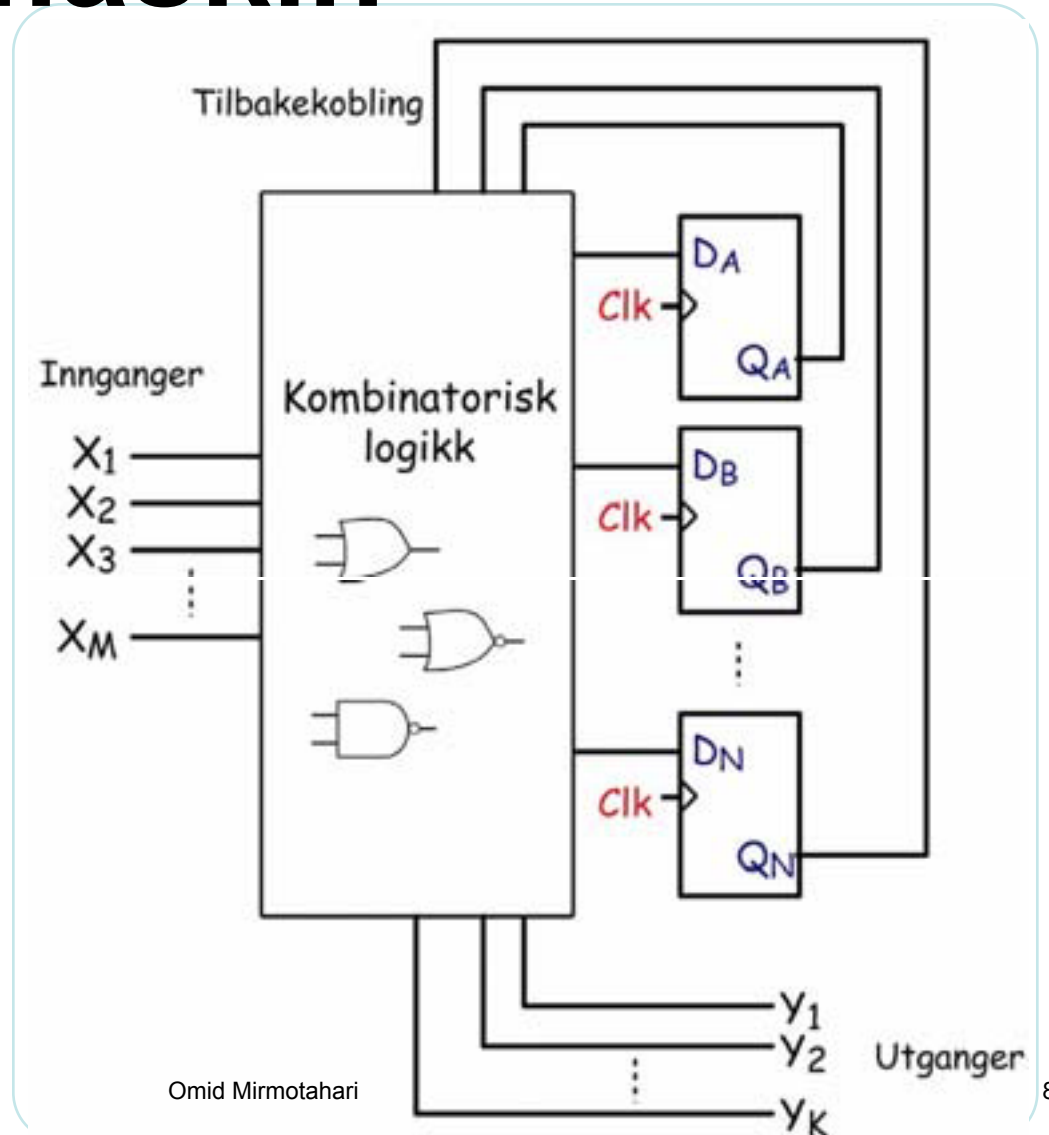 Tilbakekobling
DA
Clk
QA
Innganger
Kombinatorisk
logikk
X1
X2
X3
XM
DB
Clk
QB
DN
Clk
QN
Y1
Y2
Utganger
YK
Omid Mirmotahari
8